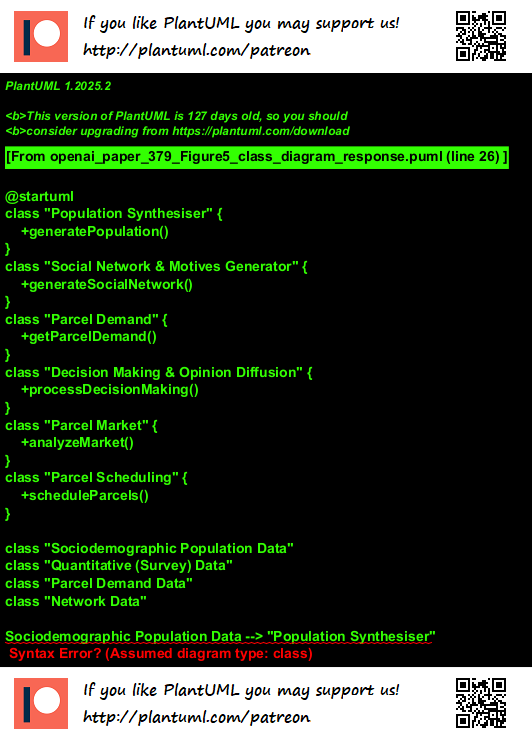 If you like PlantUML you may support us!
http://plantuml.com/patreon
PlantUML 1.2025.2
<b>This version of PlantUML is 127 days old, so you should
<b>consider upgrading from https://plantuml.com/download
[From openai_paper_379_Figure5_class_diagram_response.puml (line 26) ]
@startuml
class "Population Synthesiser" {
+generatePopulation()
}
class "Social Network & Motives Generator" {
+generateSocialNetwork()
}
class "Parcel Demand" {
+getParcelDemand()
}
class "Decision Making & Opinion Diffusion" {
+processDecisionMaking()
}
class "Parcel Market" {
+analyzeMarket()
}
class "Parcel Scheduling" {
+scheduleParcels()
}
class "Sociodemographic Population Data"
class "Quantitative (Survey) Data"
class "Parcel Demand Data"
class "Network Data"
Sociodemographic Population Data --> "Population Synthesiser"
Syntax Error? (Assumed diagram type: class)
If you like PlantUML you may support us!
http://plantuml.com/patreon